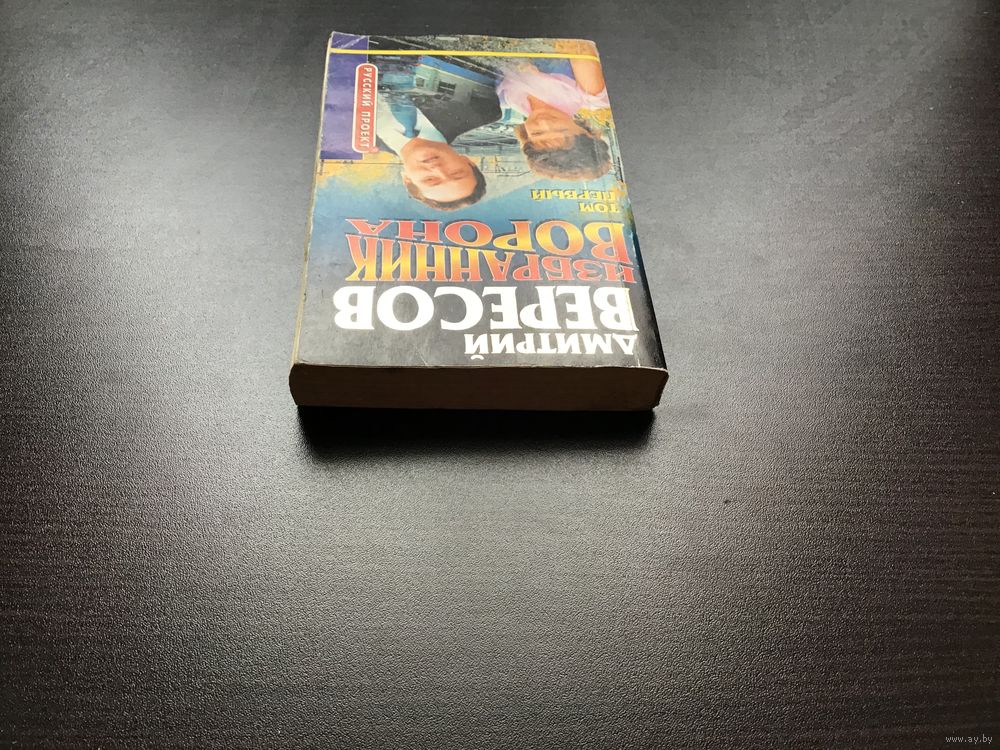 ДМИТРИЙ
ВЕРЕСОВ
ИЗБРАННИК
ВОРОНА
ТОМ
ПЕРВЫЙ
РУССКИЙ ПРОЕКТ
www.ay.by